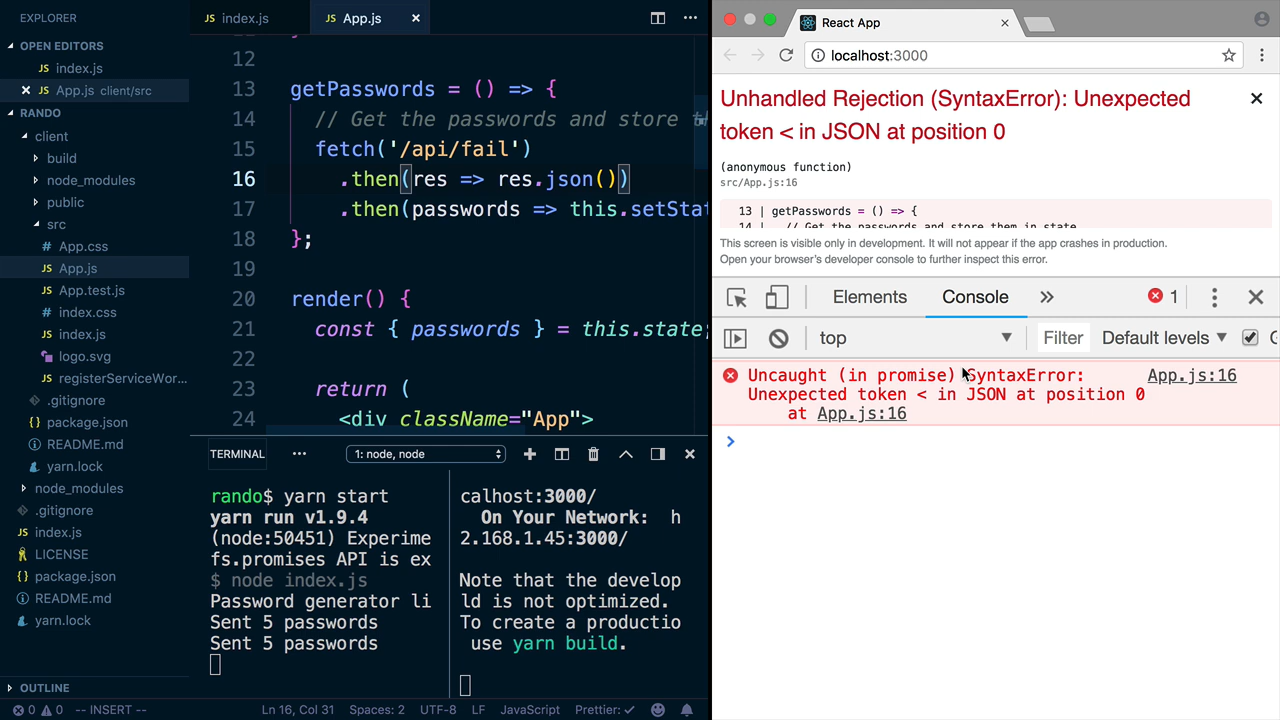 EXPLORER
OPEN EDITORS
JS index.js
App.js client/src
RANDO
client
build
node_modules
public
src
App.css
JS App.js
JS App.test.js
index.css
JS index.js
logo.svg
JS registerServiceWor...
.gitignore
package.json
README.md
yarn.lock
node_modules
.gitignore
JS index.js
LICENSE
package.json
README.md
yarn.lock
OUTLINE
JS index.js
JS App.js
12
13 getPasswords = () => {
14 // Get the passwords and store
15 fetch('/api/fail')
16 .then(res => res.json())
17 .then(passwords => this.setStat
18 };
19
20 render() {
21 const { passwords } = this.state;
22
23 return (
24 <div className="App">
TERMINAL
1: node, node
rando$ yarn start
yarn run v1.9.4
(node:50451) Experime
fs.promises API is ex
$ node index.js
Password generator li
Sent 5 passwords
Sent 5 passwords
calhost:3000/
On Your Network: h
2.168.1.45:3000/
Note that the develop
ld is not optimized.
To create a productio
use yarn build.
0 0 -- INSERT --
Ln 16, Col 31 Spaces: 2 UTF-8 LF JavaScript Prettier: ✓
React App
localhost:3000
Unhandled Rejection (SyntaxError): Unexpected
token < in JSON at position 0
(anonymous function)
src/App.js:16
13 | getPasswords = () => {
14 | // Get the passwords and store them in state
This screen is visible only in development. It will not appear if the app crashes in production.
Open your browser's developer console to further inspect this error.
Elements Console » 1
top Filter Default levels
Uncaught (in promise) SyntaxError: App.js:16
Unexpected token < in JSON at position 0
at App.js:16